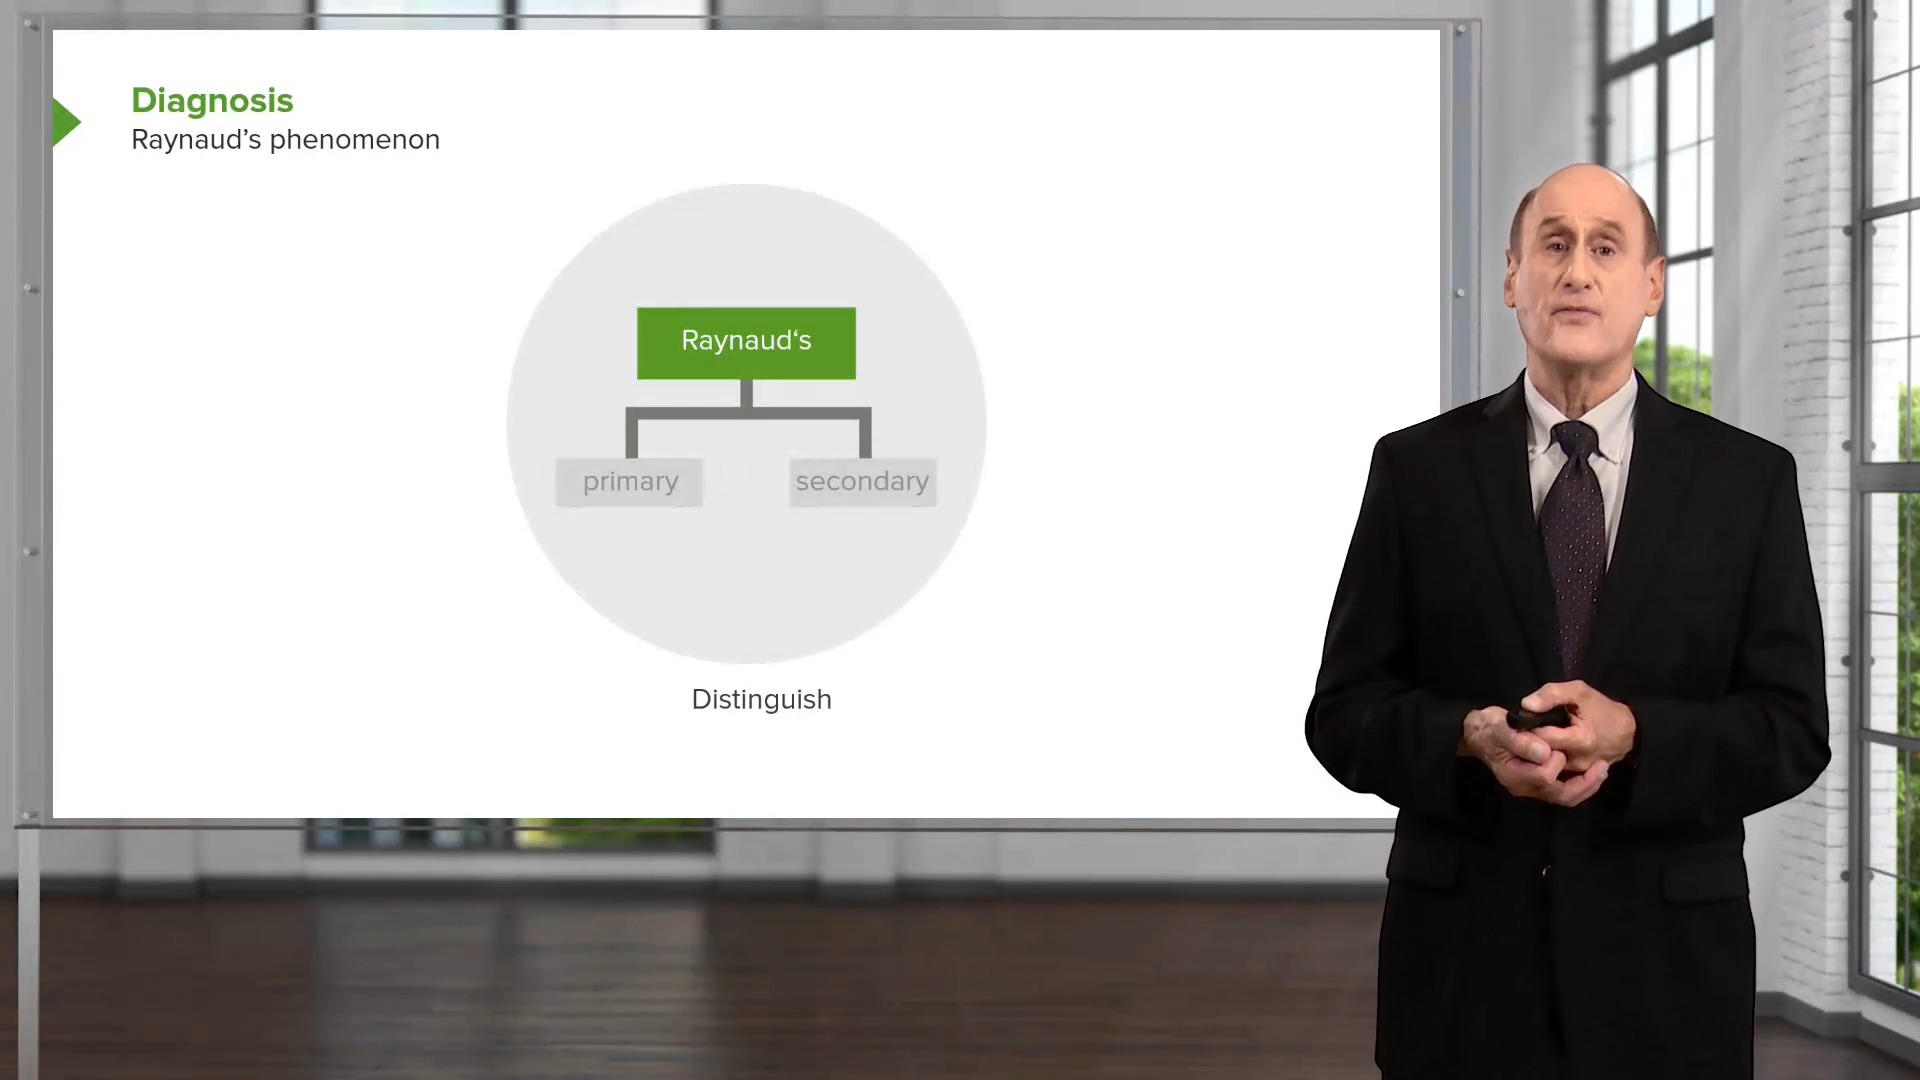 Diagnosis
Raynaud’s phenomenon
Raynaud‘s
primary
secondary
Distinguish